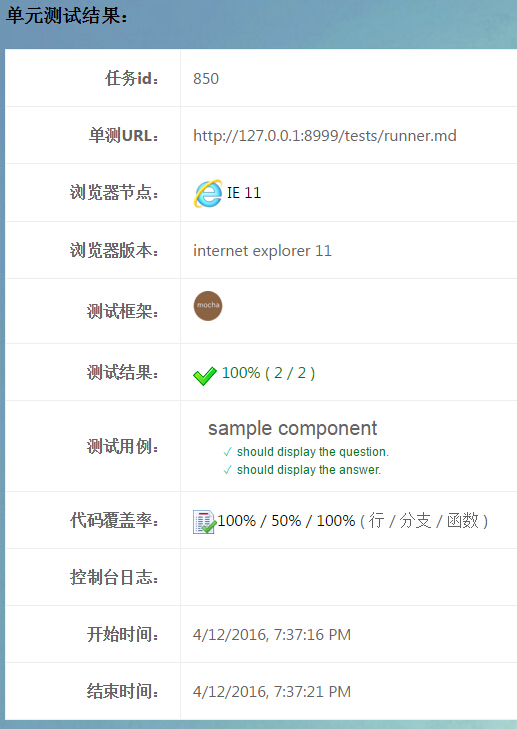 单元测试结果：
任务id： 850
单测URL： http://127.0.0.1:8999/tests/runner.md
浏览器节点： IE 11
浏览器版本： internet explorer 11
测试框架： mocha
测试结果： 100% ( 2 / 2 )
测试用例： sample component
✓ should display the question.
✓ should display the answer.
代码覆盖率： 100% / 50% / 100% ( 行 / 分支 / 函数 )
控制台日志：
开始时间： 4/12/2016, 7:37:16 PM
结束时间： 4/12/2016, 7:37:21 PM